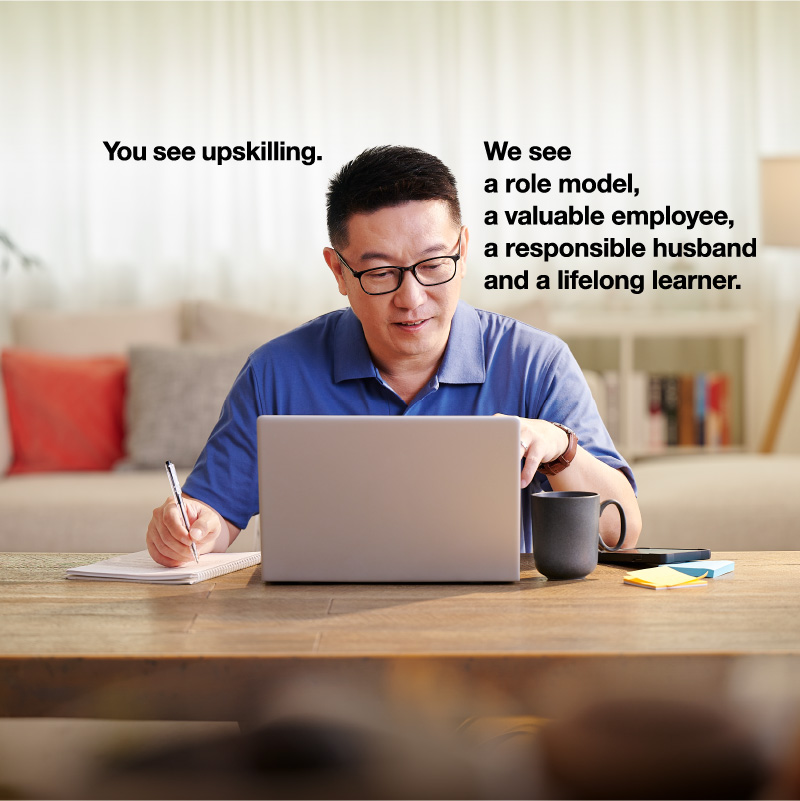 You see upskilling.
We see
a role model,
a valuable employee,
a responsible husband
and a lifelong learner.